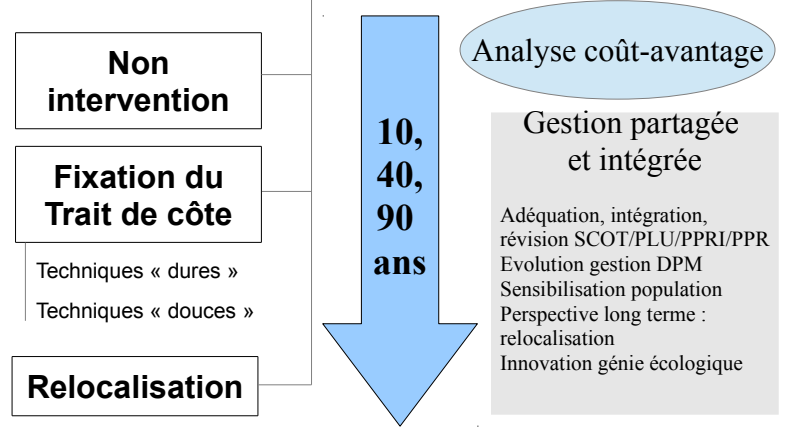 Non
intervention
Fixation du
Trait de côte
Techniques « dures »
Techniques « douces »
Relocalisation
10,
40,
90
ans
Analyse coût-avantage
Gestion partagée
et intégrée
Adéquation, intégration,
révision SCOT/PLU/PPRI/PPR
Evolution gestion DPM
Sensibilisation population
Perspective long terme :
relocalisation
Innovation génie écologique